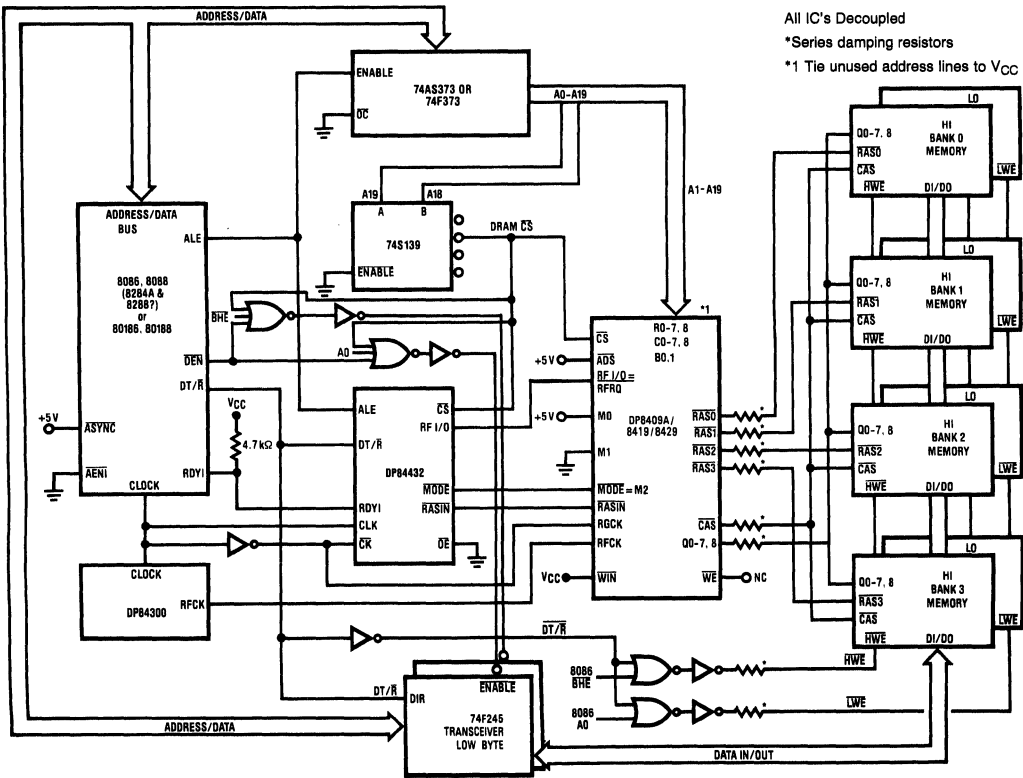 ADDRESS/DATA
All IC's Decoupled
*Series damping resistors
*1 Tie unused address lines to VCC
ENABLE
74AS373 OR
74F373
OC
A0-A19
A1-A19
A19
A18
A
B
74S139
ENABLE
DRAM CS
ADDRESS/DATA
BUS
ALE
8086, 8088
(8284A &
8288?)
or
80186, 80188
BHE
A0
DEN
DT/R
+5V
ASYNC
AENI
RDYI
CLOCK
VCC
4.7kΩ
ALE
CS
RF I/O
DT/R
DP84432
MODE
RASIN
RDYI
CLK
CK
OE
CLOCK
DP84300
RFCK
*1
R0-7, 8
C0-7, 8
B0.1
CS
+5V
ADS
RF I/O =
RFRQ
+5V
M0
M1
DP8409A/
8419/8429
MODE = M2
RASIN
RGCK
RFCK
VCC
WIN
RAS0
*
RAS1
*
RAS2
*
RAS3
*
CAS
*
Q0-7, 8
*
WE
NC
LO
HI
BANK 0
MEMORY
Q0-7, 8
RAS0
CAS
HWE
DI/DO
LWE
LO
HI
BANK 1
MEMORY
Q0-7, 8
RAS1
CAS
HWE
DI/DO
LO
HI
BANK 2
MEMORY
Q0-7, 8
RAS2
CAS
HWE
DI/DO
LWE
LO
HI
BANK 3
MEMORY
Q0-7, 8
RAS3
CAS
HWE
DI/DO
LWE
DT/R
8086
BHE
*
HWE
8086
A0
*
LWE
DT/R
DIR
ENABLE
74F245
TRANSCEIVER
LOW BYTE
ADDRESS/DATA
DATA IN/OUT